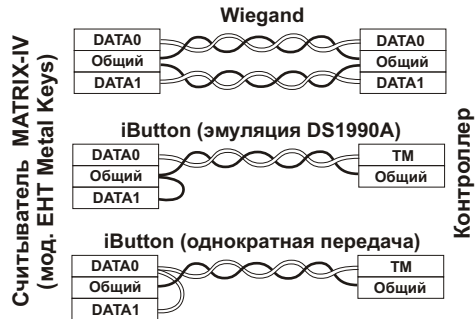 Считыватель MATRIX-IV
(мод. EHT Metal Keys)
Wiegand
DATA0
Общий
DATA1
DATA0
Общий
DATA1
iButton (эмуляция DS1990A)
DATA0
Общий
DATA1
TM
Общий
iButton (однократная передача)
DATA0
Общий
DATA1
TM
Общий
Контроллер